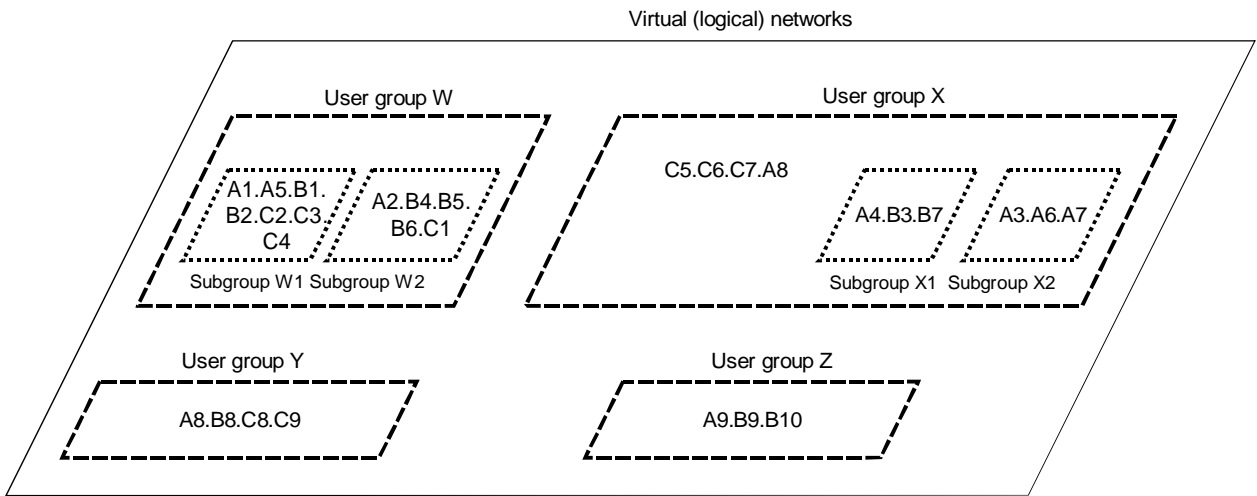 Virtual (logical) networks
User group W
User group X
A1.A5.B1.
B2.C2.C3.
C4
A2.B4.B5.
B6.C1
C5.C6.C7.A8
A4.B3.B7
A3.A6.A7
Subgroup W1
Subgroup W2
Subgroup X1
Subgroup X2
User group Y
User group Z
A8.B8.C8.C9
A9.B9.B10